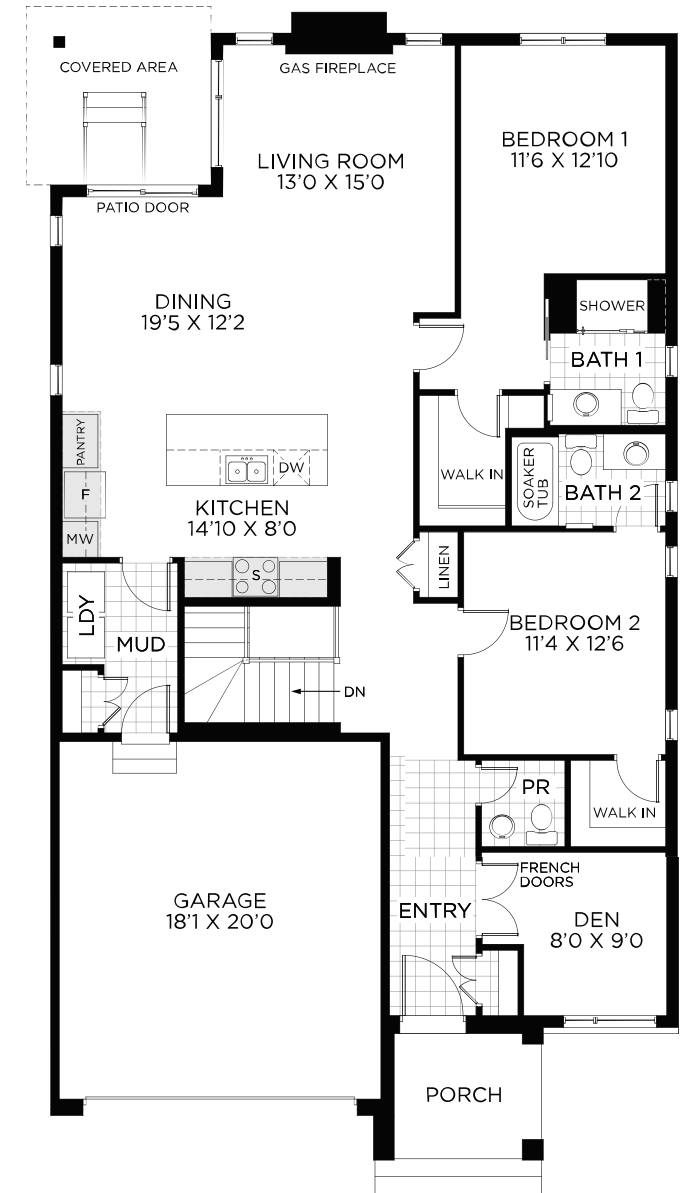 COVERED AREA
GAS FIREPLACE
BEDROOM 1
11'6 X 12'10
LIVING ROOM
13'0 X 15'0
PATIO DOOR
DINING
19'5 X 12'2
SHOWER
BATH 1
PANTRY
F
MW
DW
WALK IN
SOAKER
TUB
BATH 2
KITCHEN
14'10 X 8'0
S
LINEN
LDY
MUD
BEDROOM 2
11'4 X 12'6
DN
PR
WALK IN
FRENCH
DOORS
GARAGE
18'1 X 20'0
ENTRY
DEN
8'0 X 9'0
PORCH